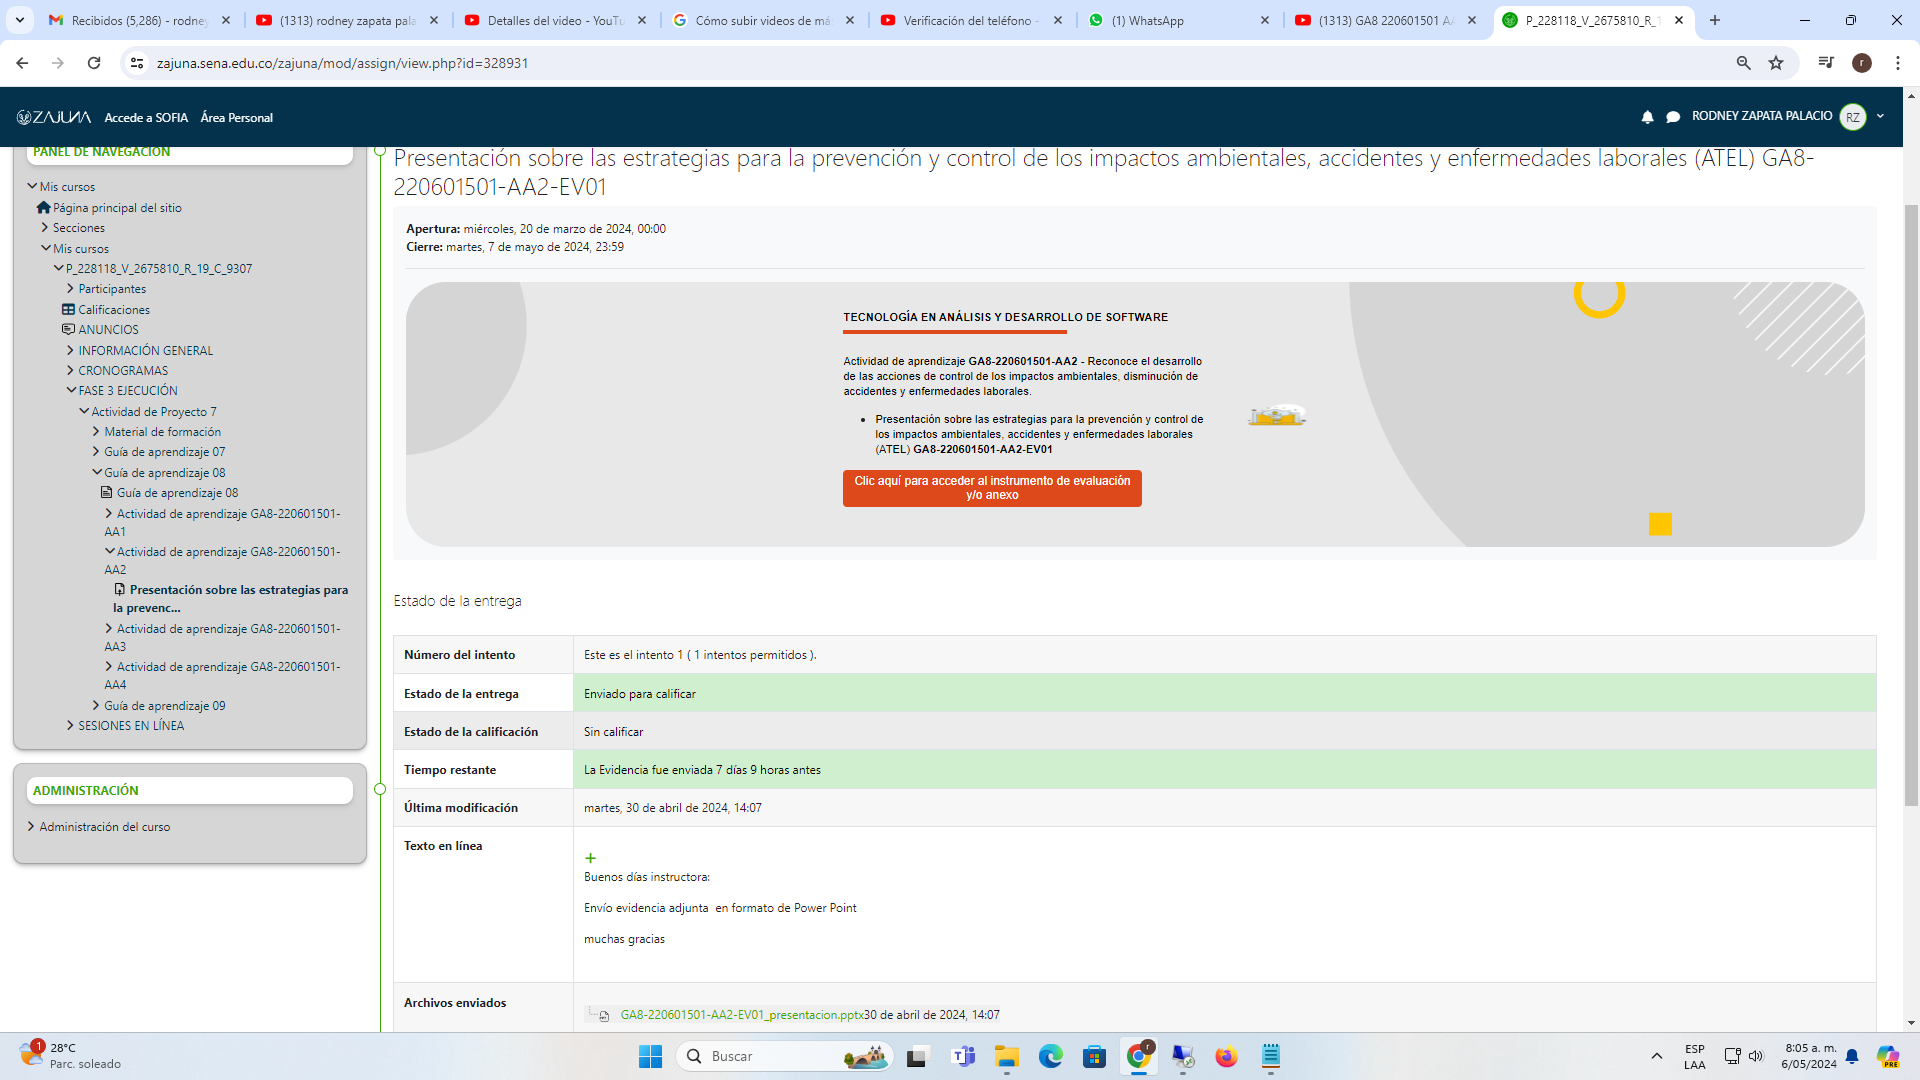 Recibidos (5,286) - rodney
(1313) rodney zapata pala
Detalles del video - YouTu
Cómo subir videos de má
Verificación del teléfono -
(1) WhatsApp
(1313) GA8 220601501 A
P_228118_V_2675810_R_1
zajuna.sena.edu.co/zajuna/mod/assign/view.php?id=328931
r
ZAJUNA
Accede a SOFIA
Área Personal
RODNEY ZAPATA PALACIO
RZ
PANEL DE NAVEGACIÓN
Mis cursos
Página principal del sitio
Secciones
Mis cursos
P_228118_V_2675810_R_19_C_9307
Participantes
Calificaciones
ANUNCIOS
INFORMACIÓN GENERAL
CRONOGRAMAS
FASE 3 EJECUCIÓN
Actividad de Proyecto 7
Material de formación
Guía de aprendizaje 07
Guía de aprendizaje 08
Guía de aprendizaje 08
Actividad de aprendizaje GA8-220601501-
AA1
Actividad de aprendizaje GA8-220601501-
AA2
Presentación sobre las estrategias para
la prevenc...
Actividad de aprendizaje GA8-220601501-
AA3
Actividad de aprendizaje GA8-220601501-
AA4
Guía de aprendizaje 09
SESIONES EN LÍNEA
ADMINISTRACIÓN
Administración del curso
Presentación sobre las estrategias para la prevención y control de los impactos ambientales, accidentes y enfermedades laborales (ATEL) GA8-
220601501-AA2-EV01
Apertura: miércoles, 20 de marzo de 2024, 00:00
Cierre: martes, 7 de mayo de 2024, 23:59
TECNOLOGÍA EN ANÁLISIS Y DESARROLLO DE SOFTWARE
Actividad de aprendizaje GA8-220601501-AA2 - Reconoce el desarrollo
de las acciones de control de los impactos ambientales, disminución de
accidentes y enfermedades laborales.
• Presentación sobre las estrategias para la prevención y control de
los impactos ambientales, accidentes y enfermedades laborales
(ATEL) GA8-220601501-AA2-EV01
Clic aquí para acceder al instrumento de evaluación
y/o anexo
Estado de la entrega
Número del intento
Este es el intento 1 ( 1 intentos permitidos ).
Estado de la entrega
Enviado para calificar
Estado de la calificación
Sin calificar
Tiempo restante
La Evidencia fue enviada 7 días 9 horas antes
Última modificación
martes, 30 de abril de 2024, 14:07
Texto en línea
Buenos días instructora:
Envío evidencia adjunta  en formato de Power Point
muchas gracias
Archivos enviados
GA8-220601501-AA2-EV01_presentacion.pptx30 de abril de 2024, 14:07
1
28°C
Parc. soleado
Buscar
r
ESP
LAA
8:05 a. m.
6/05/2024
PRE